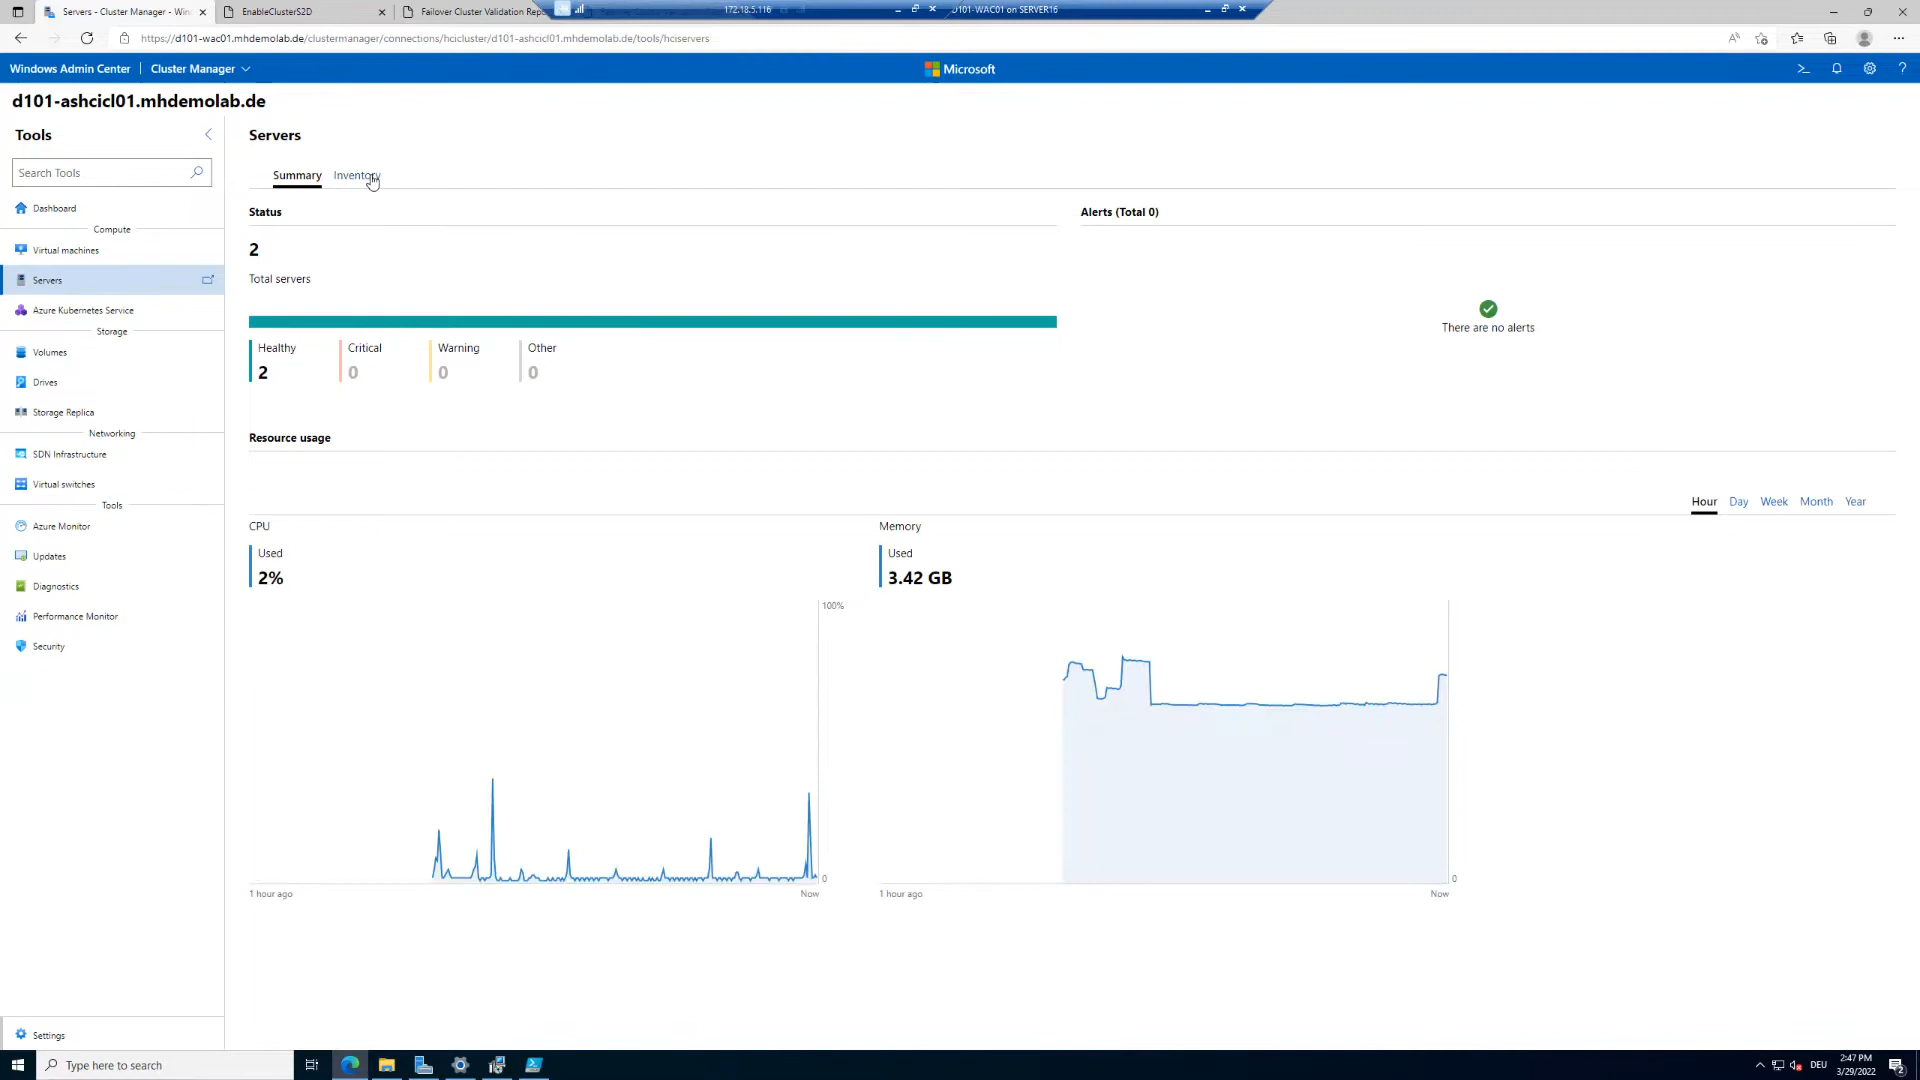 Servers - Cluster Manager - Win
EnableClusterS2D
Failover Cluster Validation Repo
172.18.5.116
D101-WAC01 on SERVER16
https://d101-wac01.mhdemolab.de/clustermanager/connections/hcicluster/d101-ashcicl01.mhdemolab.de/tools/hciservers
Windows Admin Center
Cluster Manager
Microsoft
d101-ashcicl01.mhdemolab.de
Tools
Search Tools
Dashboard
Compute
Virtual machines
Servers
Azure Kubernetes Service
Storage
Volumes
Drives
Storage Replica
Networking
SDN Infrastructure
Virtual switches
Tools
Azure Monitor
Updates
Diagnostics
Performance Monitor
Security
Settings
Servers
Summary
Inventory
Status
2
Total servers
Healthy
2
Critical
0
Warning
0
Other
0
Alerts (Total 0)
There are no alerts
Resource usage
Hour Day Week Month Year
CPU
Used
2%
100%
0
1 hour ago
Now
Memory
Used
3.42 GB
0
1 hour ago
Now
Type here to search
DEU
2:47 PM
3/29/2022
2